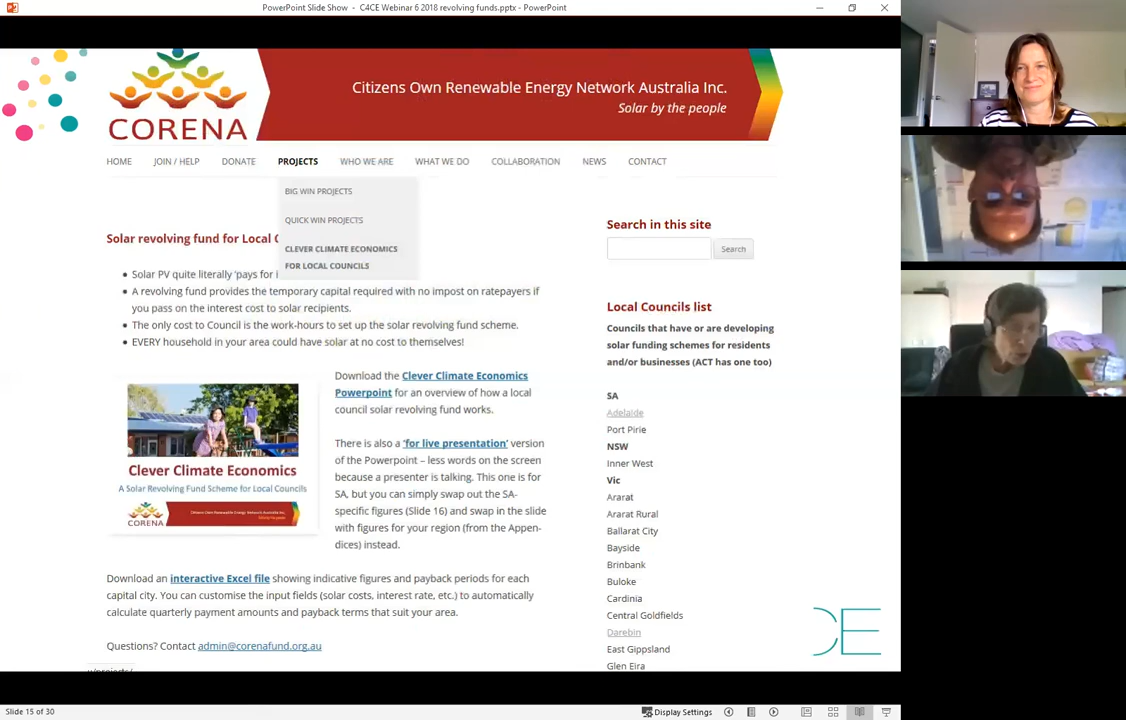 PowerPoint Slide Show - C4CE Webinar 6 2018 revolving funds.pptx - PowerPoint
CORENA
Citizens Own Renewable Energy Network Australia Inc.
Solar by the people
HOME JOIN / HELP DONATE PROJECTS WHO WE ARE WHAT WE DO COLLABORATION NEWS CONTACT
BIG WIN PROJECTS
QUICK WIN PROJECTS
CLEVER CLIMATE ECONOMICS
FOR LOCAL COUNCILS
Solar revolving fund for Local C
• Solar PV quite literally 'pays for i
• A revolving fund provides the temporary capital required with no impost on ratepayers if
you pass on the interest cost to solar recipients.
• The only cost to Council is the work-hours to set up the solar revolving fund scheme.
• EVERY household in your area could have solar at no cost to themselves!
Clever Climate Economics
A Solar Revolving Fund Scheme for Local Councils
CORENA
Citizens Own Renewable Energy Network Australia Inc.
Download the Clever Climate Economics
Powerpoint for an overview of how a local
council solar revolving fund works.
There is also a 'for live presentation' version
of the Powerpoint – less words on the screen
because a presenter is talking. This one is for
SA, but you can simply swap out the SA-
specific figures (Slide 16) and swap in the slide
with figures for your region (from the Appen-
dices) instead.
Download an interactive Excel file showing indicative figures and payback periods for each
capital city. You can customise the input fields (solar costs, interest rate, etc.) to automatically
calculate quarterly payment amounts and payback terms that suit your area.
Questions? Contact admin@corenafund.org.au
Search in this site
Search
Local Councils list
Councils that have or are developing
solar funding schemes for residents
and/or businesses (ACT has one too)
SA
Adelaide
Port Pirie
NSW
Inner West
Vic
Ararat
Ararat Rural
Ballarat City
Bayside
Brinbank
Buloke
Cardinia
Central Goldfields
Darebin
East Gippsland
Glen Eira
CE
Slide 15 of 30
Display Settings